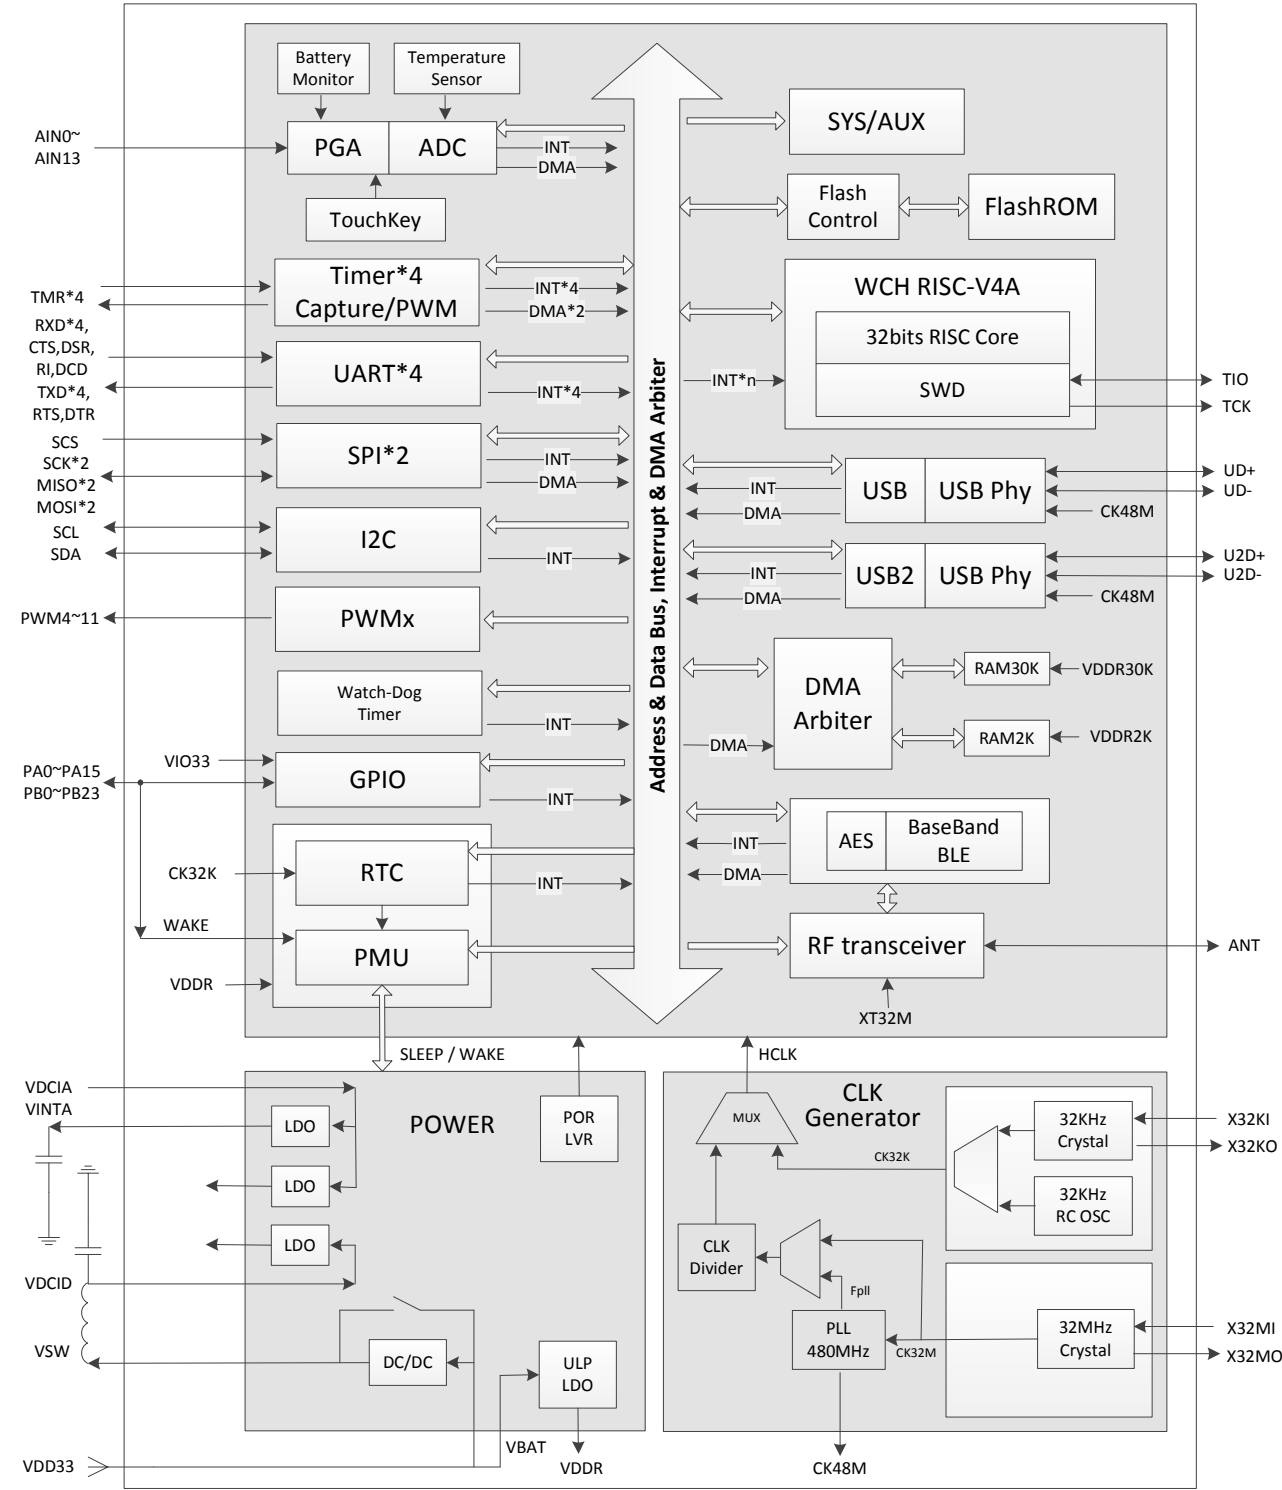 Battery
Monitor
Temperature
Sensor
AIN0~
AIN13
PGA
ADC
INT
DMA
TouchKey
SYS/AUX
Flash
Control
FlashROM
TMR*4
Timer*4
Capture/PWM
INT*4
DMA*2
WCH RISC-V4A
32bits RISC Core
SWD
INT*n
TIO
TCK
RXD*4,
CTS,DSR,
RI,DCD
TXD*4,
RTS,DTR
UART*4
INT*4
SCS
SCK*2
MISO*2
MOSI*2
SPI*2
INT
DMA
Address & Data Bus, Interrupt & DMA Arbiter
INT
DMA
USB
USB Phy
UD+
UD-
CK48M
SCL
SDA
I2C
INT
INT
DMA
USB2
USB Phy
U2D+
U2D-
CK48M
PWM4~11
PWMx
Watch-Dog
Timer
INT
DMA
DMA
Arbiter
RAM30K
VDDR30K
RAM2K
VDDR2K
VIO33
PA0~PA15
PB0~PB23
GPIO
INT
INT
DMA
AES
BaseBand
BLE
CK32K
RTC
INT
WAKE
PMU
VDDR
RF transceiver
ANT
XT32M
SLEEP / WAKE
HCLK
VDCIA
VINTA
LDO
LDO
LDO
POWER
POR
LVR
VDCID
VSW
DC/DC
ULP
LDO
VBAT
VDDR
VDD33
CLK
Generator
MUX
CK32K
32KHz
Crystal
X32KI
X32KO
32KHz
RC OSC
CLK
Divider
Fpll
PLL
480MHz
CK32M
32MHz
Crystal
X32MI
X32MO
CK48M